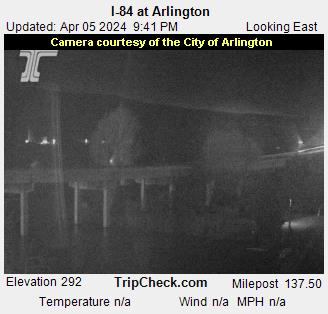 I-84 at Arlington
Updated: Apr 05 2024 9:41 PM Looking East
Camera courtesy of the City of Arlington
Elevation 292 TripCheck.com Milepost 137.50
Temperature n/a Wind n/a MPH n/a